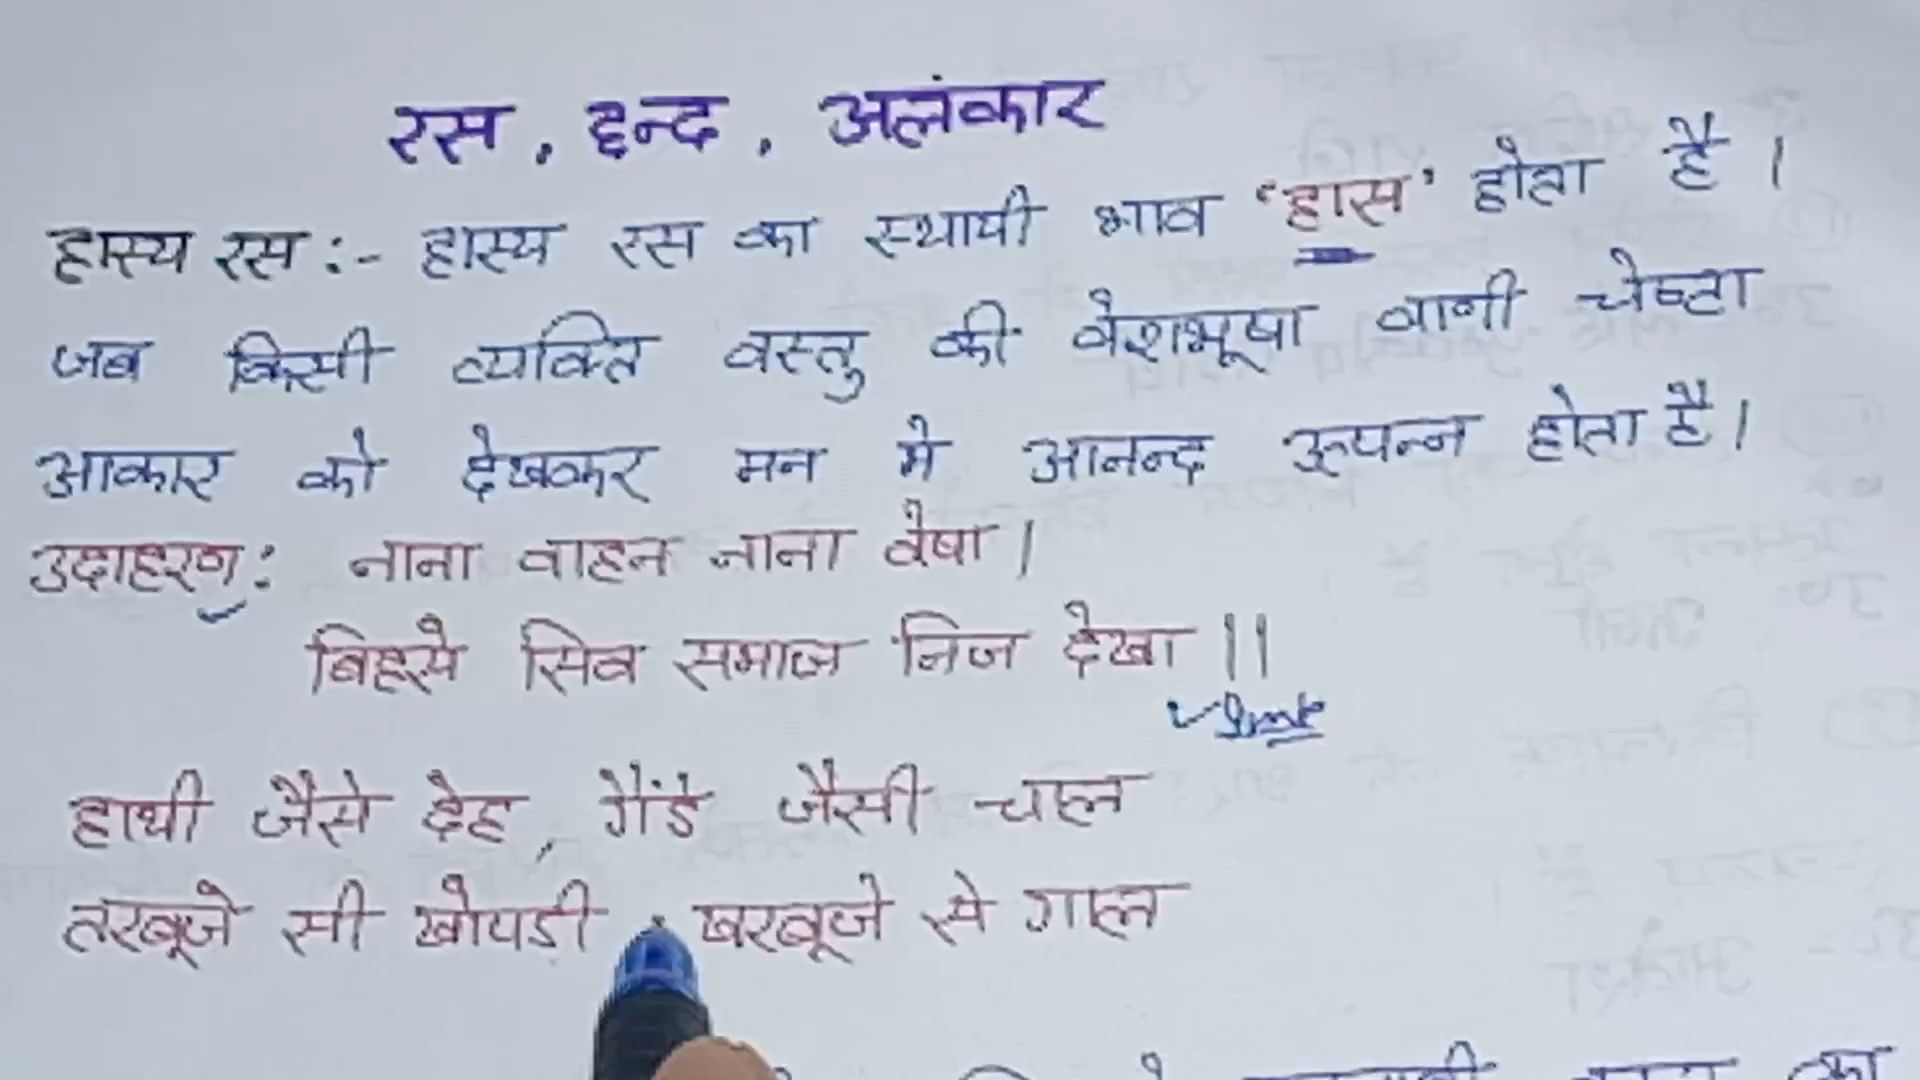 रस, छन्द, अलंकार
हास्य रस :- हास्य रस का स्थायी भाव 'हास' होता है।
जब किसी व्यक्ति वस्तु की वेशभूषा वाणी चेष्टा
आकार को देखकर मन मे आनन्द उत्पन्न होता है।
उदाहरण: नाना वाहन नाना वेषा।
बिहसे सिव समाज निज देखा ||
हाथी जैसे देह, गैंडे जैसी चाल
तरबूजे सी खोपड़ी, खरबूजे से गाल